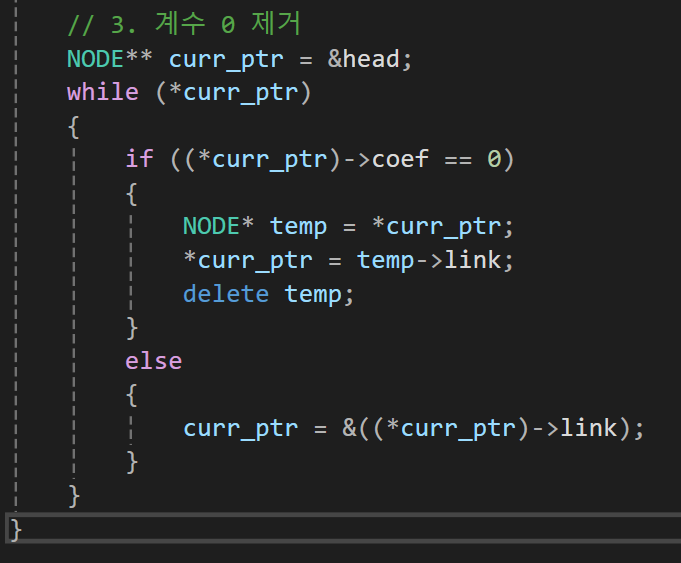 // 3. 계수 0 제거
NODE** curr_ptr = &head;
while (*curr_ptr)
{
if ((*curr_ptr)->coef == 0)
{
NODE* temp = *curr_ptr;
*curr_ptr = temp->link;
delete temp;
}
else
{
curr_ptr = &((*curr_ptr)->link);
}
}
}